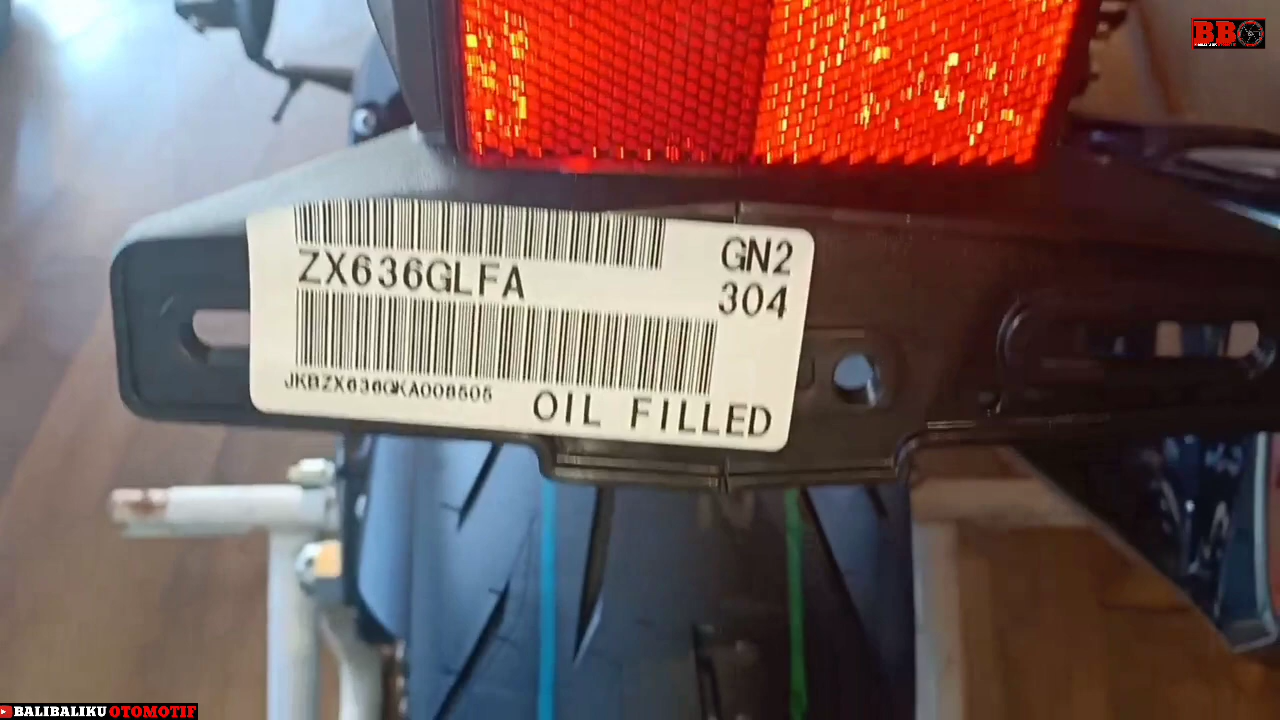 BBO
ZX636GLFA
GN2
304
JKBZX636GKA008505
OIL FILLED
BALIBALIKU OTOMOTIF